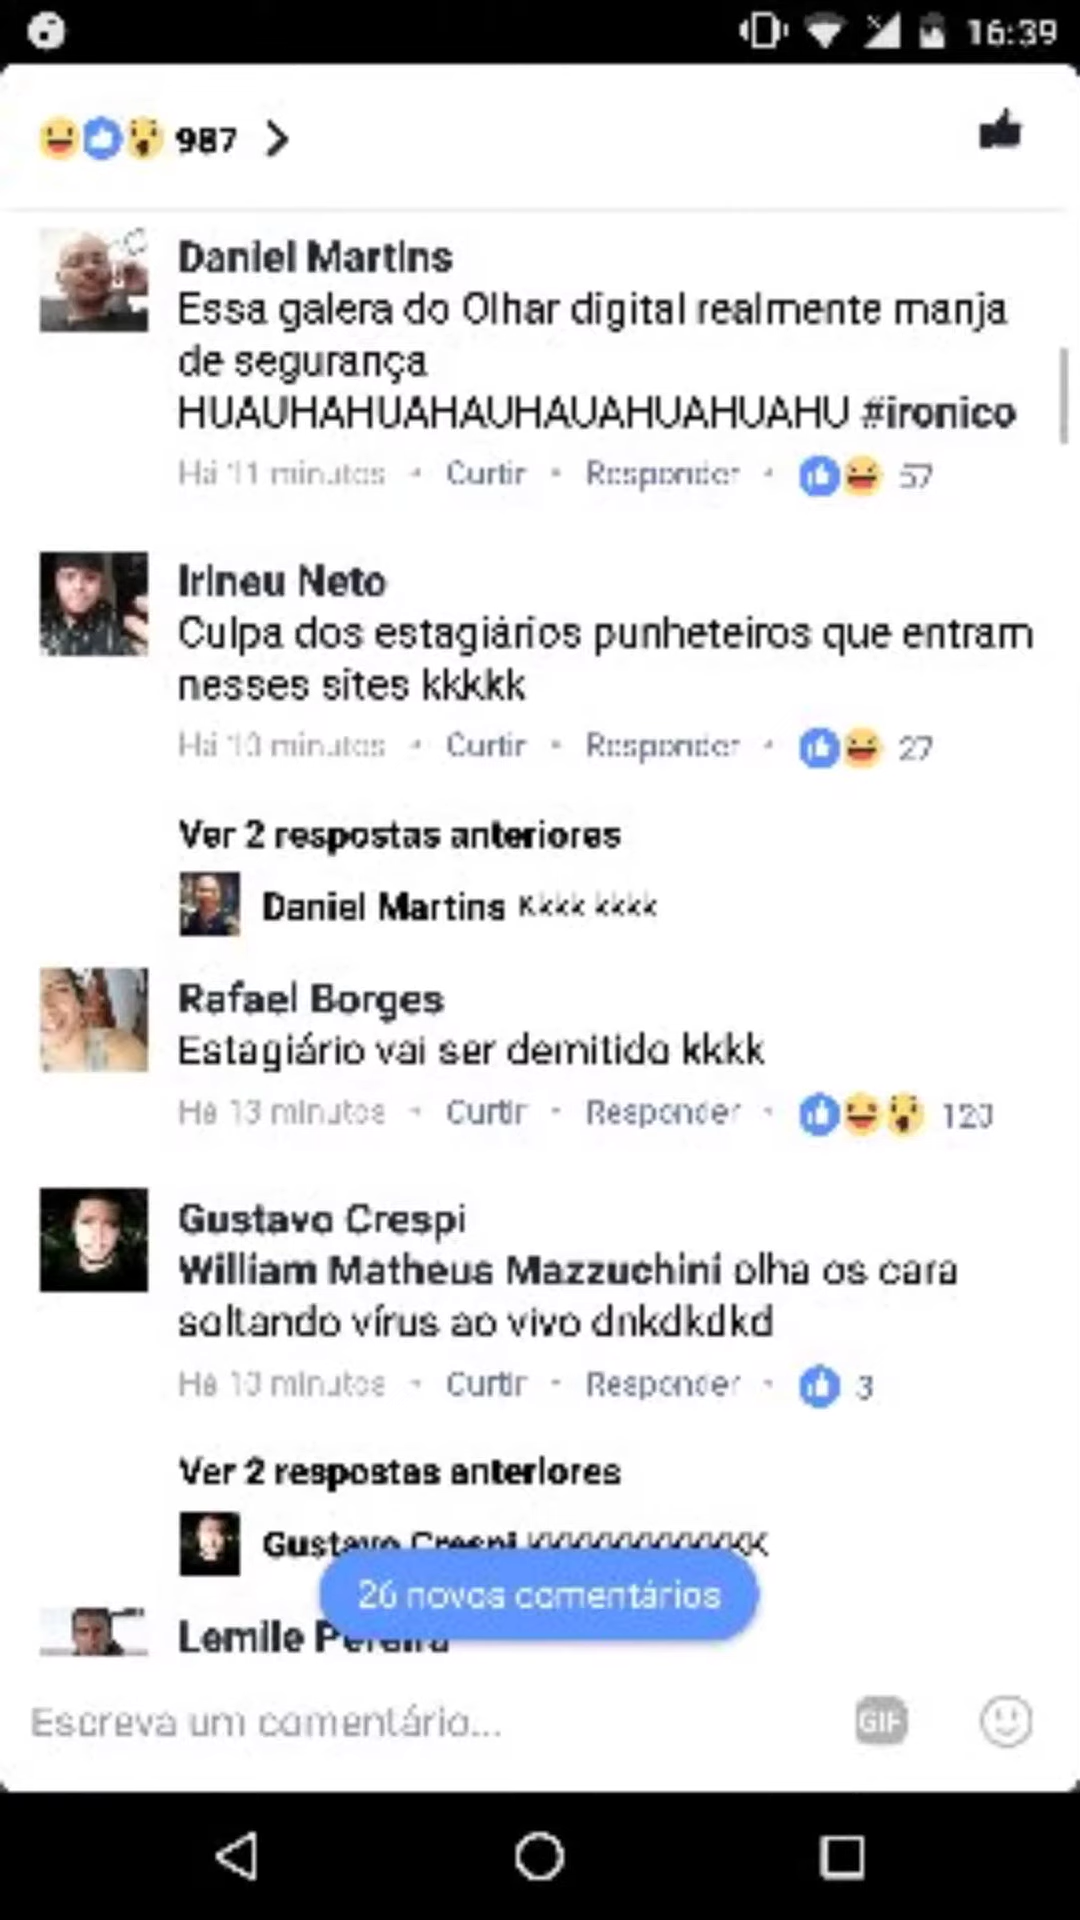 16:39
987
Daniel Martins
Essa galera do Olhar digital realmente manja
de segurança
HUAUHAHUAHAUHAUAHUAHUAHU #ironico
Há 11 minutos · Curtir · Responder · 57
Irineu Neto
Culpa dos estagiários punheteiros que entram
nesses sites kkkkk
Há 10 minutos · Curtir · Responder · 27
Ver 2 respostas anteriores
Daniel Martins Kkkk kkkk
Rafael Borges
Estagiário vai ser demitido kkkk
Há 13 minutos · Curtir · Responder · 120
Gustavo Crespi
William Matheus Mazzuchini olha os cara
soltando vírus ao vivo dnkdkdkd
Há 10 minutos · Curtir · Responder · 3
Ver 2 respostas anteriores
Gustavo Crespi
26 novos comentários
Lemile Pereira
Escreva um comentário...
GIF